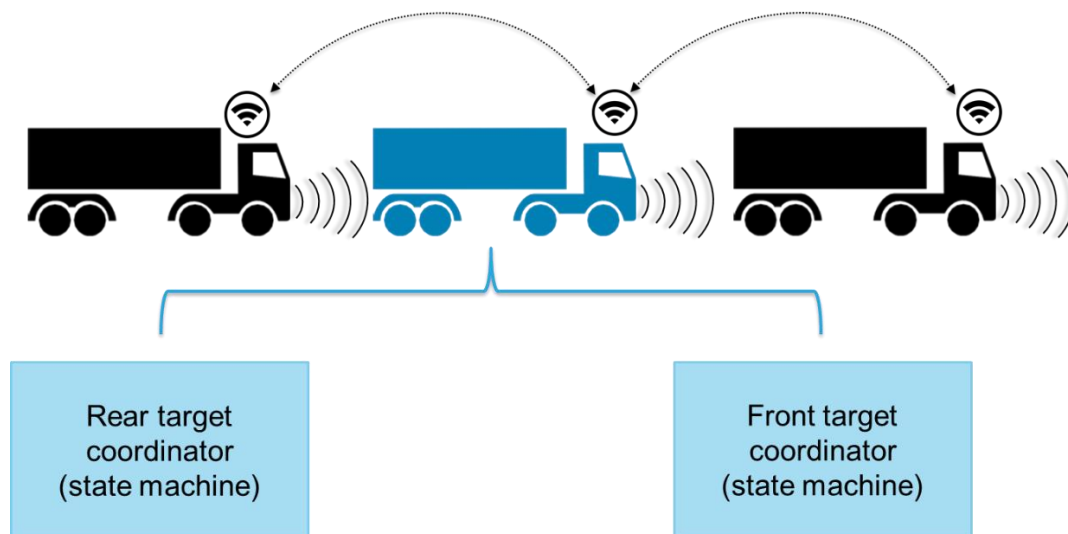 Rear target
coordinator
(state machine)
Front target
coordinator
(state machine)